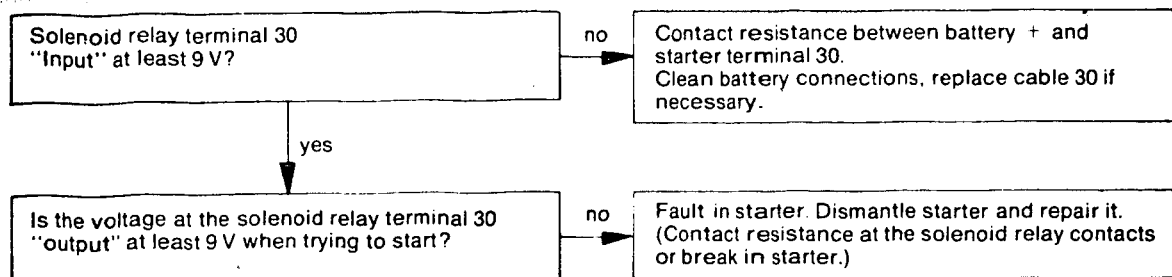 Solenoid relay terminal 30
"Input" at least 9 V?
no
Contact resistance between battery + and
starter terminal 30.
Clean battery connections, replace cable 30 if
necessary.
yes
Is the voltage at the solenoid relay terminal 30
"output" at least 9 V when trying to start?
no
Fault in starter. Dismantle starter and repair it.
(Contact resistance at the solenoid relay contacts
or break in starter.)